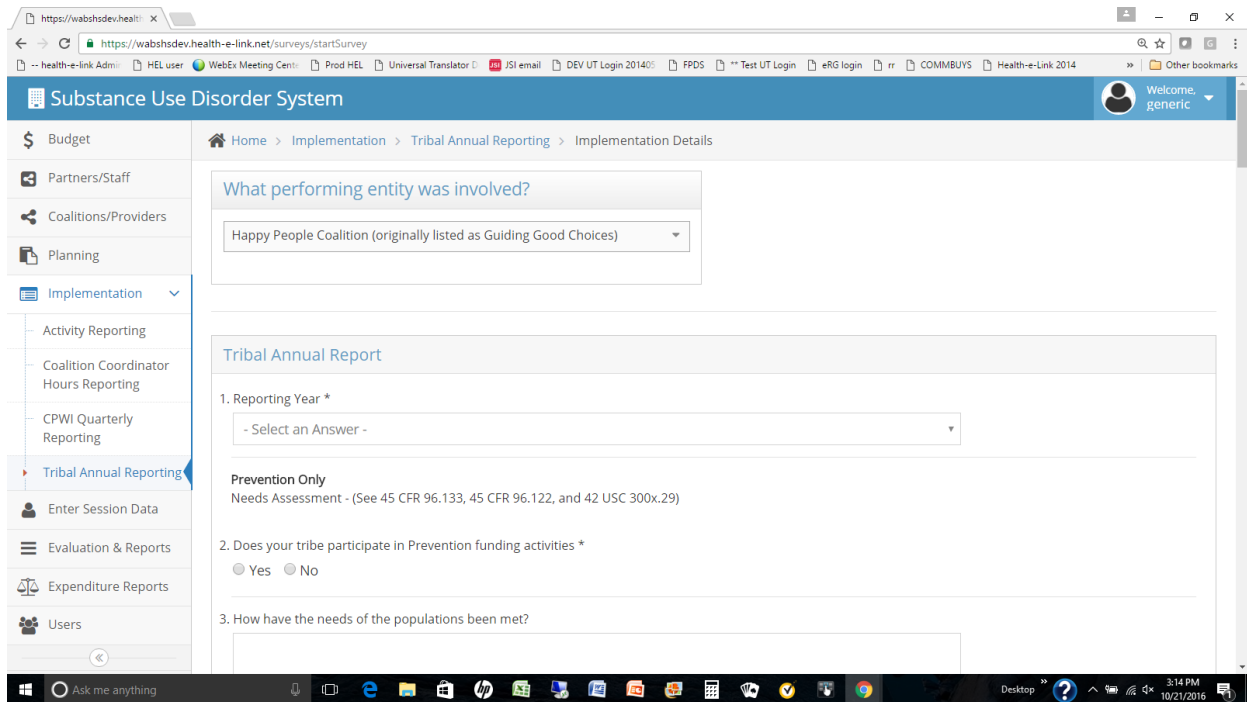 https://wabshsdev.health
https://wabshsdev.health-e-link.net/surveys/startSurvey
-- health-e-link Admi
HEL user
WebEx Meeting Cente
Prod HEL
Universal Translator D
JSI email
DEV UT Login 201405
FPDS
** Test UT Login
eRG login
rr
COMMBUYS
Health-e-Link 2014
»
Other bookmarks
Substance Use Disorder System
Welcome,
generic
Budget
Partners/Staff
Coalitions/Providers
Planning
Implementation
Activity Reporting
Coalition Coordinator
Hours Reporting
CPWI Quarterly
Reporting
Tribal Annual Reporting
Enter Session Data
Evaluation & Reports
Expenditure Reports
Users
Home > Implementation > Tribal Annual Reporting > Implementation Details
What performing entity was involved?
Happy People Coalition (originally listed as Guiding Good Choices)
Tribal Annual Report
1. Reporting Year *
- Select an Answer -
Prevention Only
Needs Assessment - (See 45 CFR 96.133, 45 CFR 96.122, and 42 USC 300x.29)
2. Does your tribe participate in Prevention funding activities *
Yes No
3. How have the needs of the populations been met?
Ask me anything
Desktop »
3:14 PM
10/21/2016